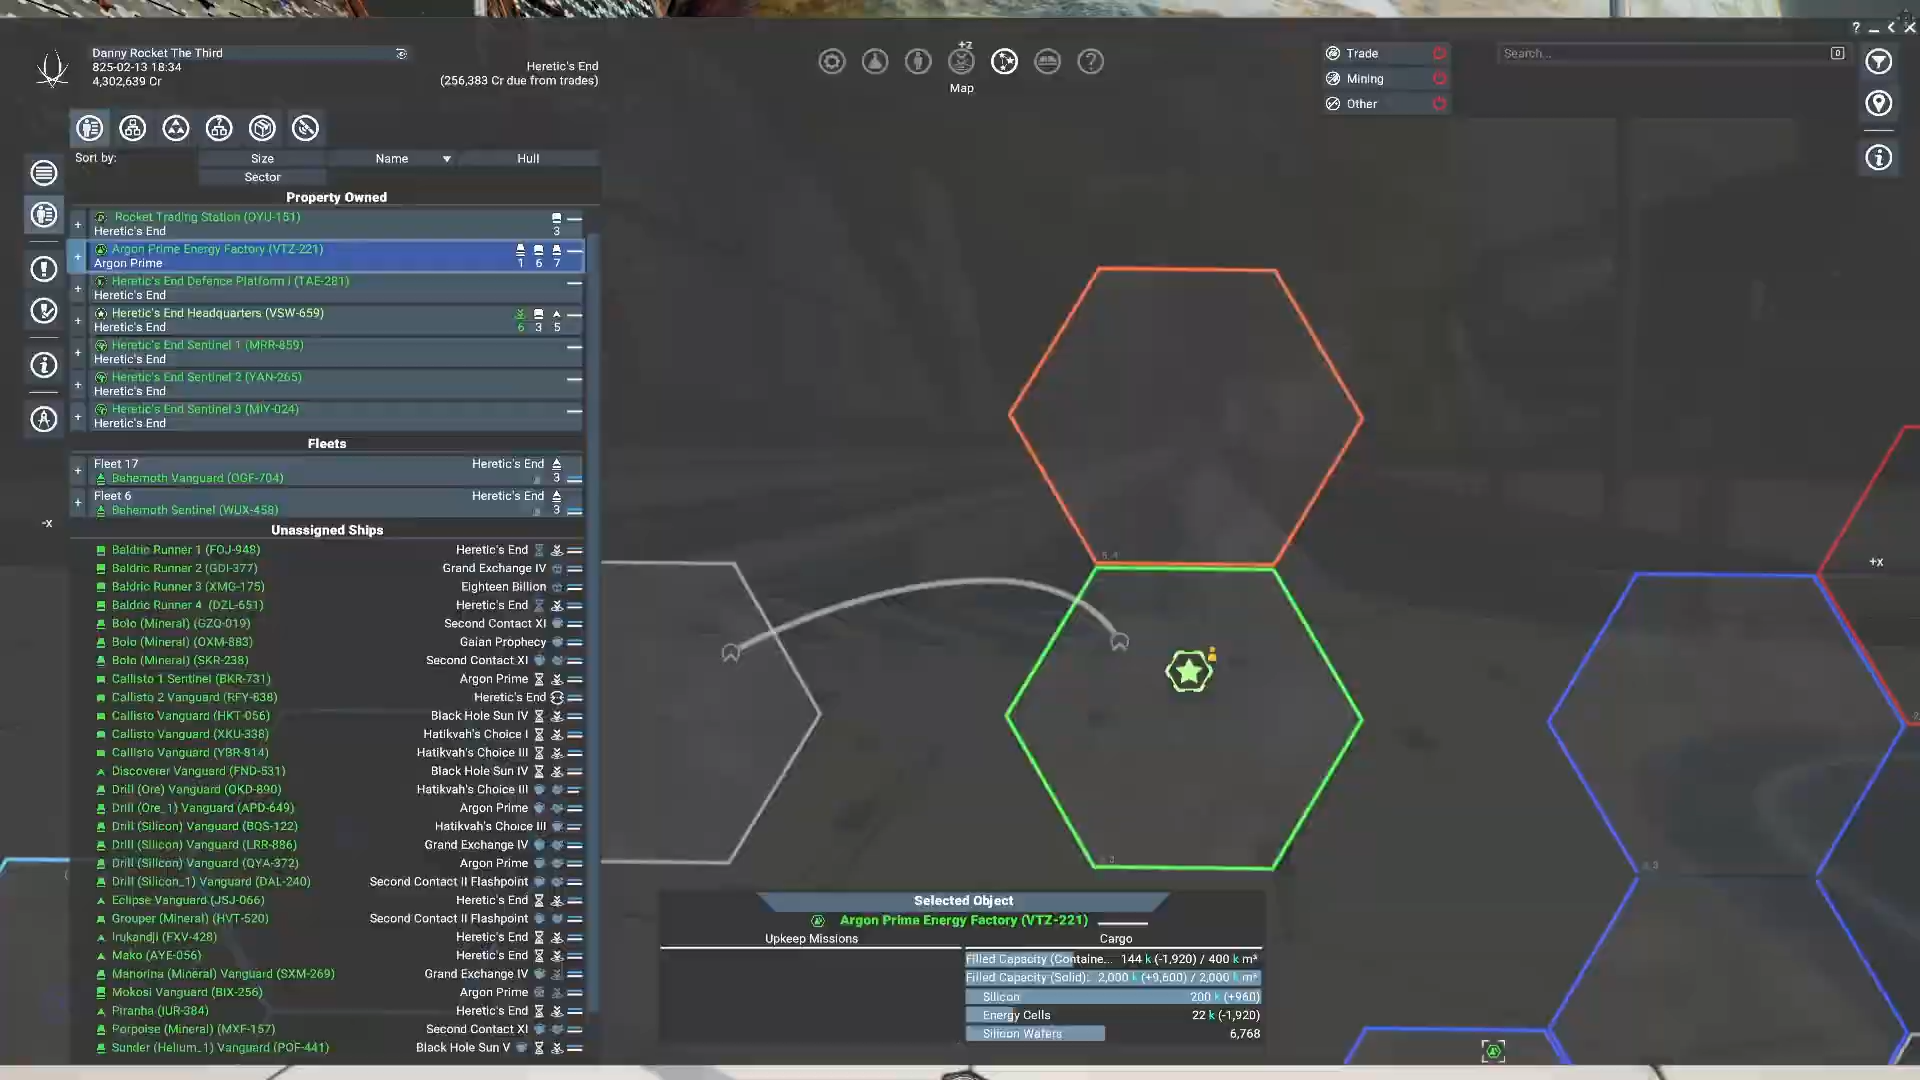 Danny Rocket The Third
825-02-13 18:34
4,302,639 Cr
Heretic's End
(256,383 Cr due from trades)
+z
Map
Trade
Mining
Other
Search...
Sort by:
Size
Name
Hull
Sector
Property Owned
Rocket Trading Station (OYU-151)
Heretic's End
3
Argon Prime Energy Factory (VTZ-221)
Argon Prime
1 6 7
Heretic's End Defence Platform I (TAE-281)
Heretic's End
Heretic's End Headquarters (VSW-659)
Heretic's End
6 3 5
Heretic's End Sentinel 1 (MRR-859)
Heretic's End
Heretic's End Sentinel 2 (YAN-265)
Heretic's End
Heretic's End Sentinel 3 (MIY-024)
Heretic's End
Fleets
Fleet 17 Heretic's End
Behemoth Vanguard (OGF-704) 3
Fleet 6 Heretic's End
Behemoth Sentinel (WUX-458) 3
Unassigned Ships
Baldric Runner 1 (FOJ-948) Heretic's End
Baldric Runner 2 (GDI-377) Grand Exchange IV
Baldric Runner 3 (XMG-175) Eighteen Billion
Baldric Runner 4 (DZL-651) Heretic's End
Bolo (Mineral) (GZQ-019) Second Contact XI
Bolo (Mineral) (OXM-883) Gaian Prophecy
Bolo (Mineral) (SKR-238) Second Contact XI
Callisto 1 Sentinel (BKR-731) Argon Prime
Callisto 2 Vanguard (RFY-838) Heretic's End
Callisto Vanguard (HKT-056) Black Hole Sun IV
Callisto Vanguard (XKU-338) Hatikvah's Choice I
Callisto Vanguard (YBR-814) Hatikvah's Choice III
Discoverer Vanguard (FND-531) Black Hole Sun IV
Drill (Ore) Vanguard (OKD-890) Hatikvah's Choice III
Drill (Ore_1) Vanguard (APD-649) Argon Prime
Drill (Silicon) Vanguard (BQS-122) Hatikvah's Choice III
Drill (Silicon) Vanguard (LRR-886) Grand Exchange IV
Drill (Silicon) Vanguard (QYA-372) Argon Prime
Drill (Silicon_1) Vanguard (DAL-240) Second Contact II Flashpoint
Eclipse Vanguard (JSJ-066) Heretic's End
Grouper (Mineral) (HVT-520) Second Contact II Flashpoint
Irukandji (FXV-428) Heretic's End
Mako (AYE-056) Heretic's End
Manorina (Mineral) Vanguard (SXM-269) Grand Exchange IV
Mokosi Vanguard (BIX-256) Argon Prime
Piranha (IUR-384) Heretic's End
Porpoise (Mineral) (MXF-157) Second Contact XI
Sunder (Helium_1) Vanguard (POF-441) Black Hole Sun V
-x
+x
Selected Object
Argon Prime Energy Factory (VTZ-221)
Upkeep Missions
Cargo
Filled Capacity (Containe... 144 k (-1,920) / 400 k m³
Filled Capacity (Solid): 2,000 k (+9,600) / 2,000 k m³
Silicon 200 k (+960)
Energy Cells 22 k (-1,920)
Silicon Wafers 6,768